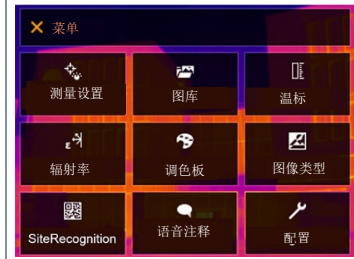 菜单
测量设置
图库
温标
辐射率
调色板
图像类型
SiteRecognition
语音注释
配置